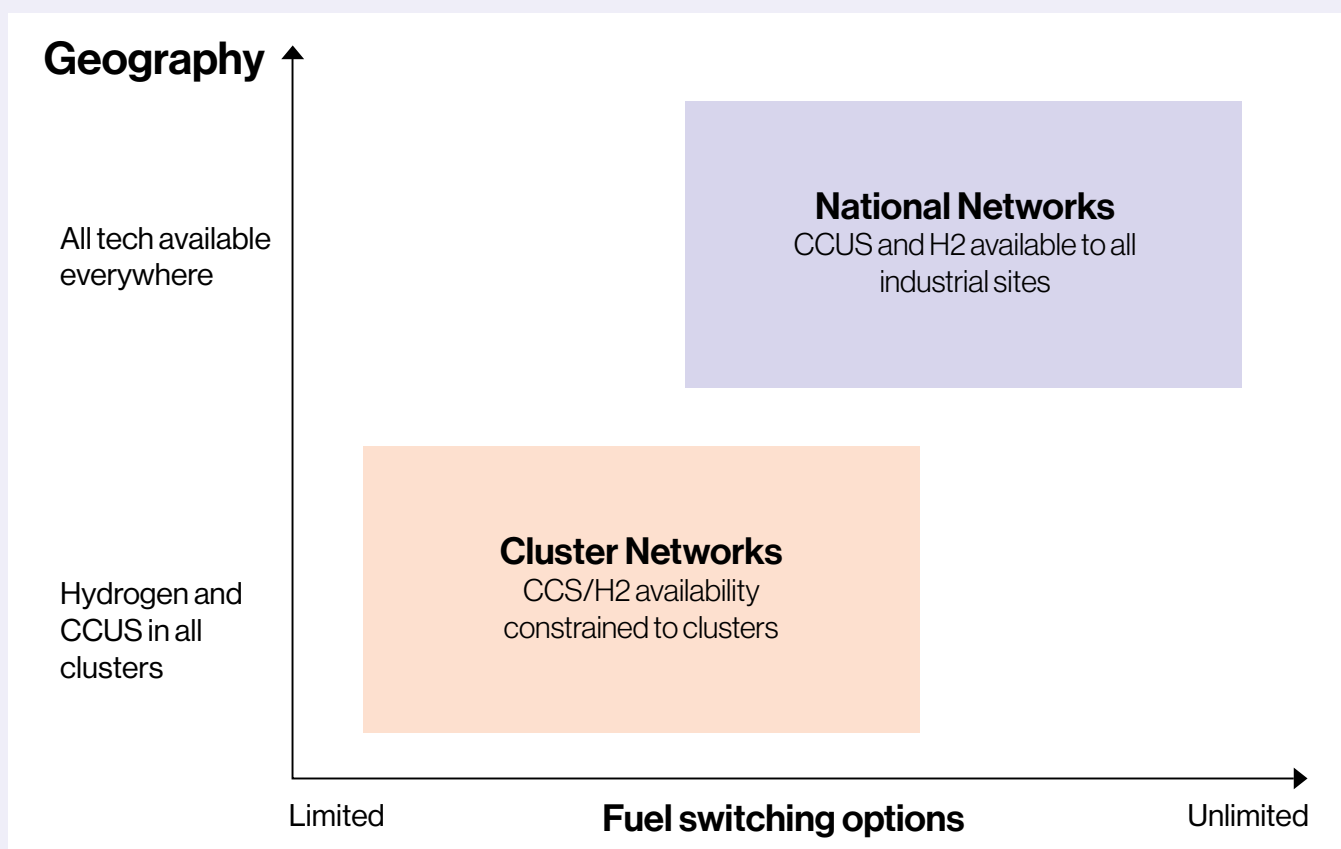 Geography
All tech available
everywhere
National Networks
CCUS and H2 available to all
industrial sites
Hydrogen and
CCUS in all
clusters
Cluster Networks
CCS/H2 availability
constrained to clusters
Limited
Fuel switching options
Unlimited